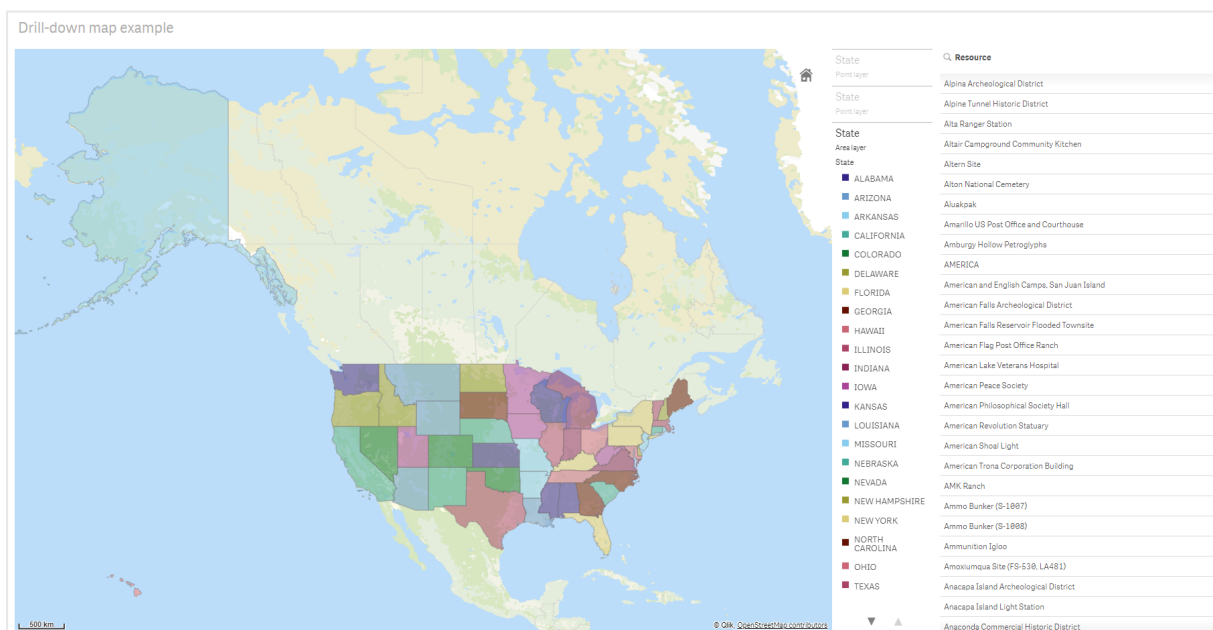 Drill-down map example
State
Point layer
State
Point layer
State
Area layer
State
ALABAMA
ARIZONA
ARKANSAS
CALIFORNIA
COLORADO
DELAWARE
FLORIDA
GEORGIA
HAWAII
ILLINOIS
INDIANA
IOWA
KANSAS
LOUISIANA
MISSOURI
NEBRASKA
NEVADA
NEW HAMPSHIRE
NEW YORK
NORTH
CAROLINA
OHIO
TEXAS
500 km
© Qlik, OpenStreetMap contributors
Resource
Alpina Archeological District
Alpine Tunnel Historic District
Alta Ranger Station
Altair Campground Community Kitchen
Altern Site
Alton National Cemetery
Aluakpak
Amarillo US Post Office and Courthouse
Amburgy Hollow Petroglyphs
AMERICA
American and English Camps, San Juan Island
American Falls Archeological District
American Falls Reservoir Flooded Townsite
American Flag Post Office Ranch
American Lake Veterans Hospital
American Peace Society
American Philosophical Society Hall
American Revolution Statuary
American Shoal Light
American Trona Corporation Building
AMK Ranch
Ammo Bunker (S-1007)
Ammo Bunker (S-1008)
Ammunition Igloo
Amoxiumqua Site (FS-530, LA481)
Anacapa Island Archeological District
Anacapa Island Light Station
Anaconda Commercial Historic District